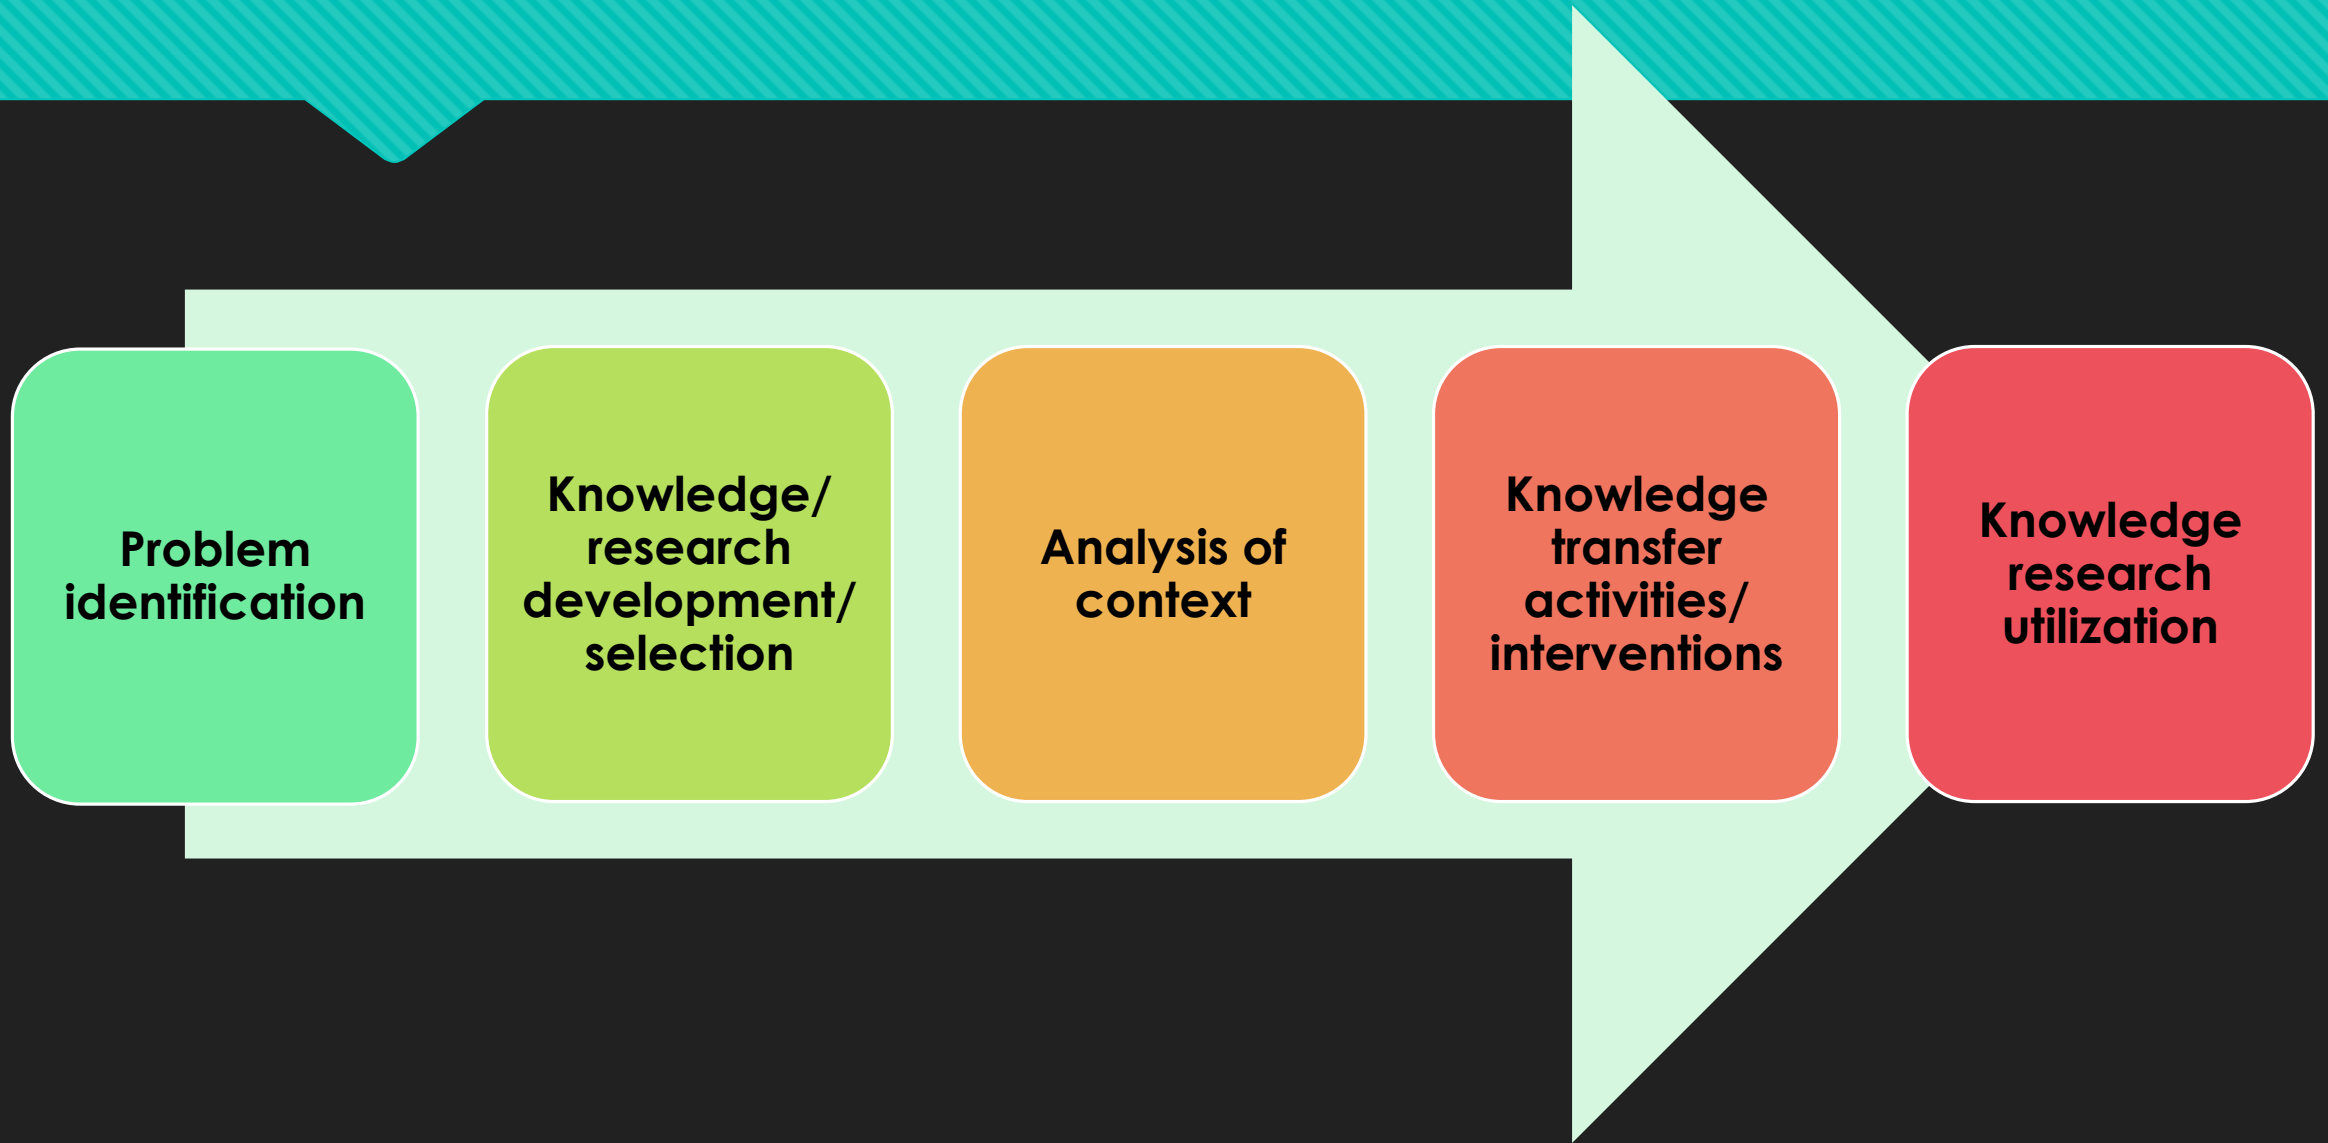 Problem
identification
Knowledge/
research
development/
selection
Analysis of
context
Knowledge
transfer
activities/
interventions
Knowledge
research
utilization